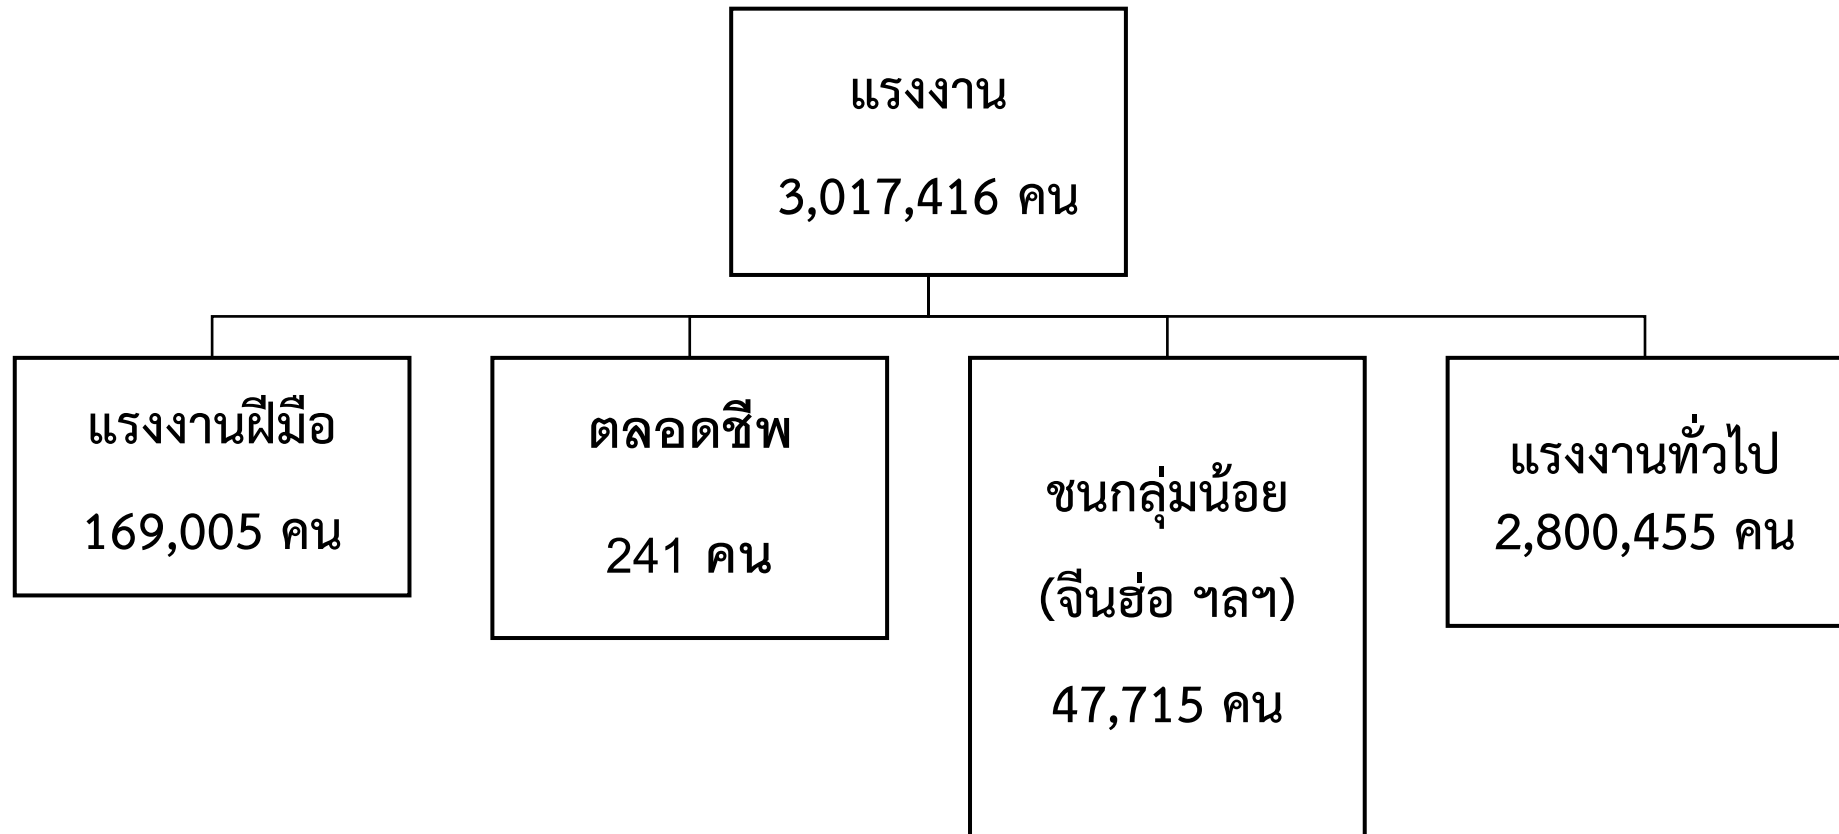 แรงงาน
3,017,416 คน
แรงงานฝีมือ
169,005 คน
ตลอดชีพ
241 คน
ชนกลุ่มน้อย
(จีนฮ่อ ฯลฯ)
47,715 คน
แรงงานทั่วไป
2,800,455 คน